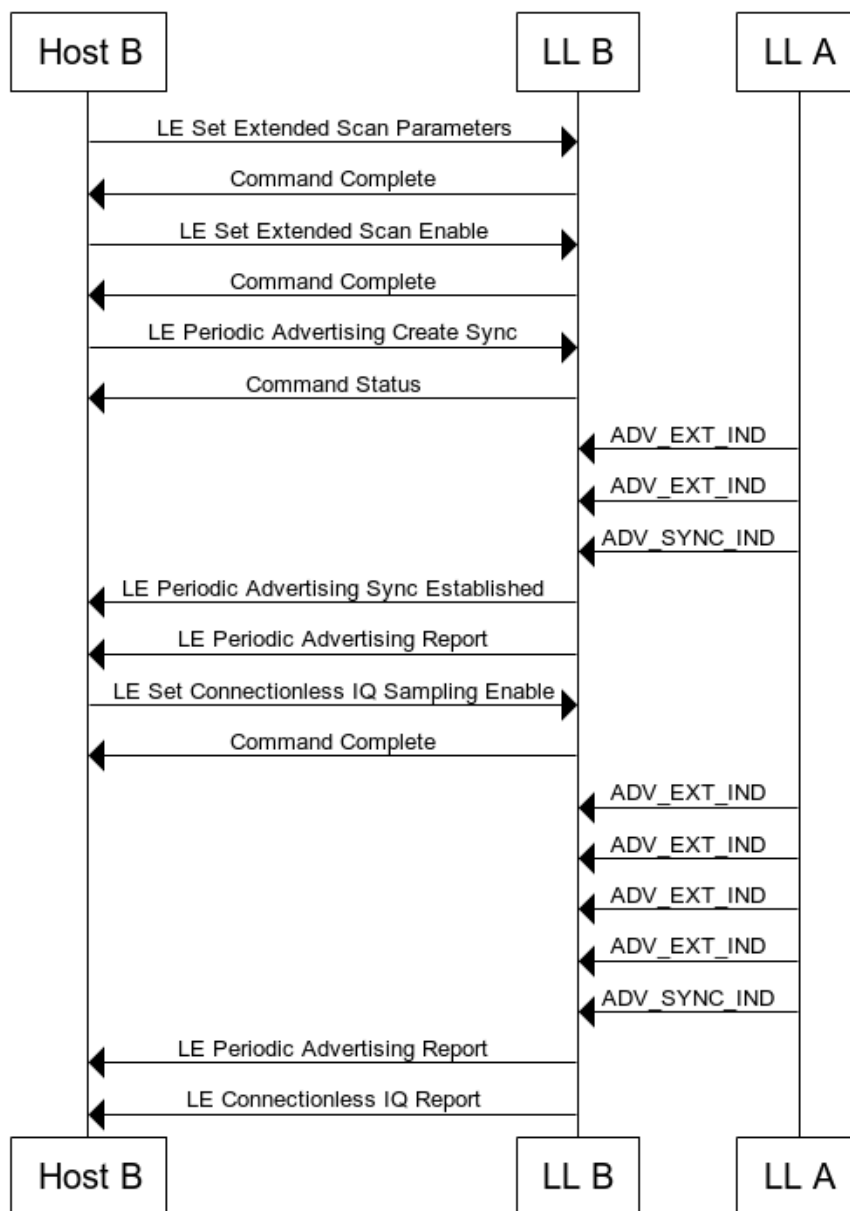 Host B
LL B
LL A
LE Set Extended Scan Parameters
Command Complete
LE Set Extended Scan Enable
Command Complete
LE Periodic Advertising Create Sync
Command Status
ADV_EXT_IND
ADV_EXT_IND
ADV_SYNC_IND
LE Periodic Advertising Sync Established
LE Periodic Advertising Report
LE Set Connectionless IQ Sampling Enable
Command Complete
ADV_EXT_IND
ADV_EXT_IND
ADV_EXT_IND
ADV_EXT_IND
ADV_SYNC_IND
LE Periodic Advertising Report
LE Connectionless IQ Report
Host B
LL B
LL A